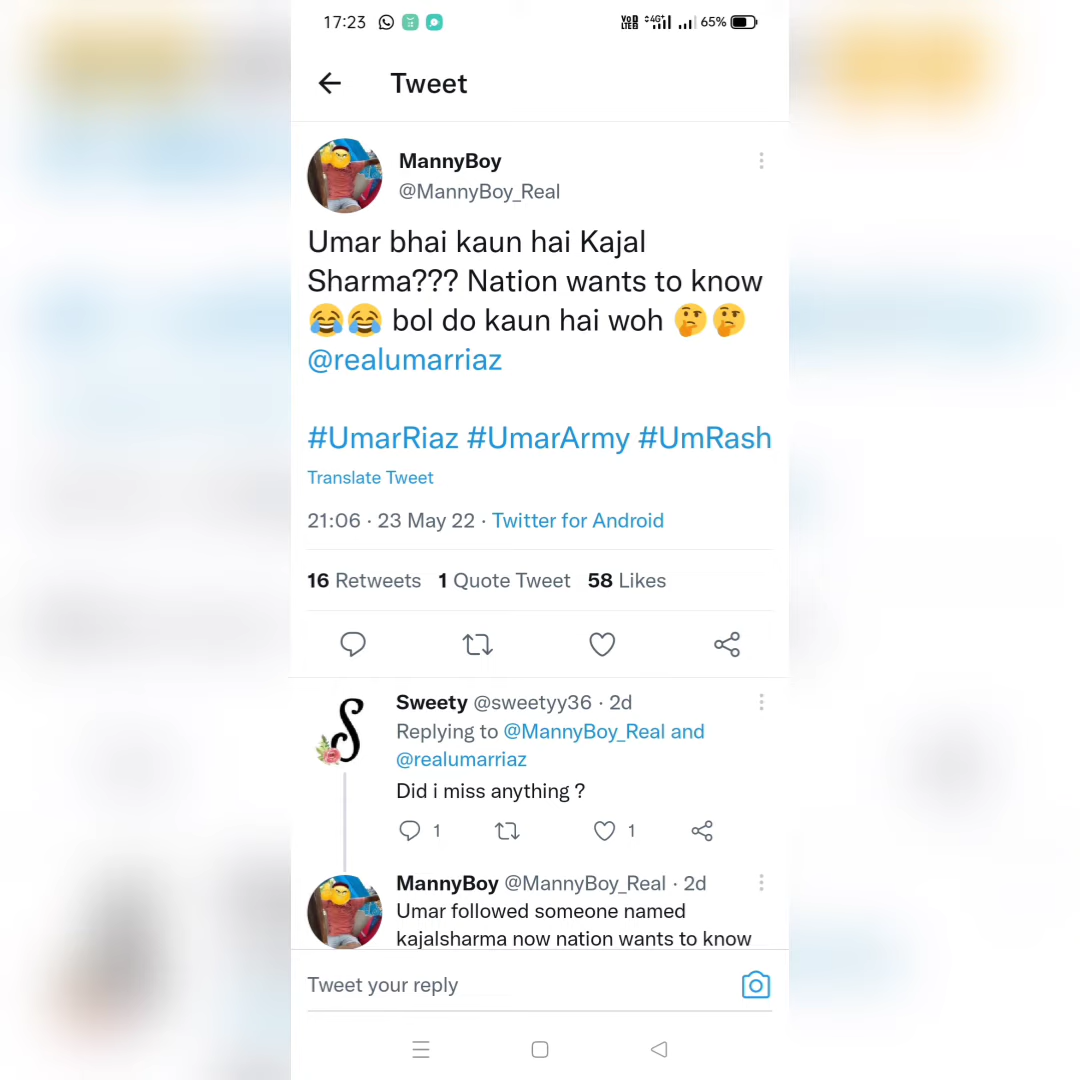 17:23
VoD LTE 4G+ 65%
Tweet
MannyBoy
@MannyBoy_Real
Umar bhai kaun hai Kajal
Sharma??? Nation wants to know
😂😂 bol do kaun hai woh 🤔🤔
@realumarriaz
#UmarRiaz #UmarArmy #UmRash
Translate Tweet
21:06 · 23 May 22 · Twitter for Android
16 Retweets 1 Quote Tweet 58 Likes
S
Sweety @sweetyy36 · 2d
Replying to @MannyBoy_Real and
@realumarriaz
Did i miss anything ?
1 1
MannyBoy @MannyBoy_Real · 2d
Umar followed someone named
kajalsharma now nation wants to know
Tweet your reply